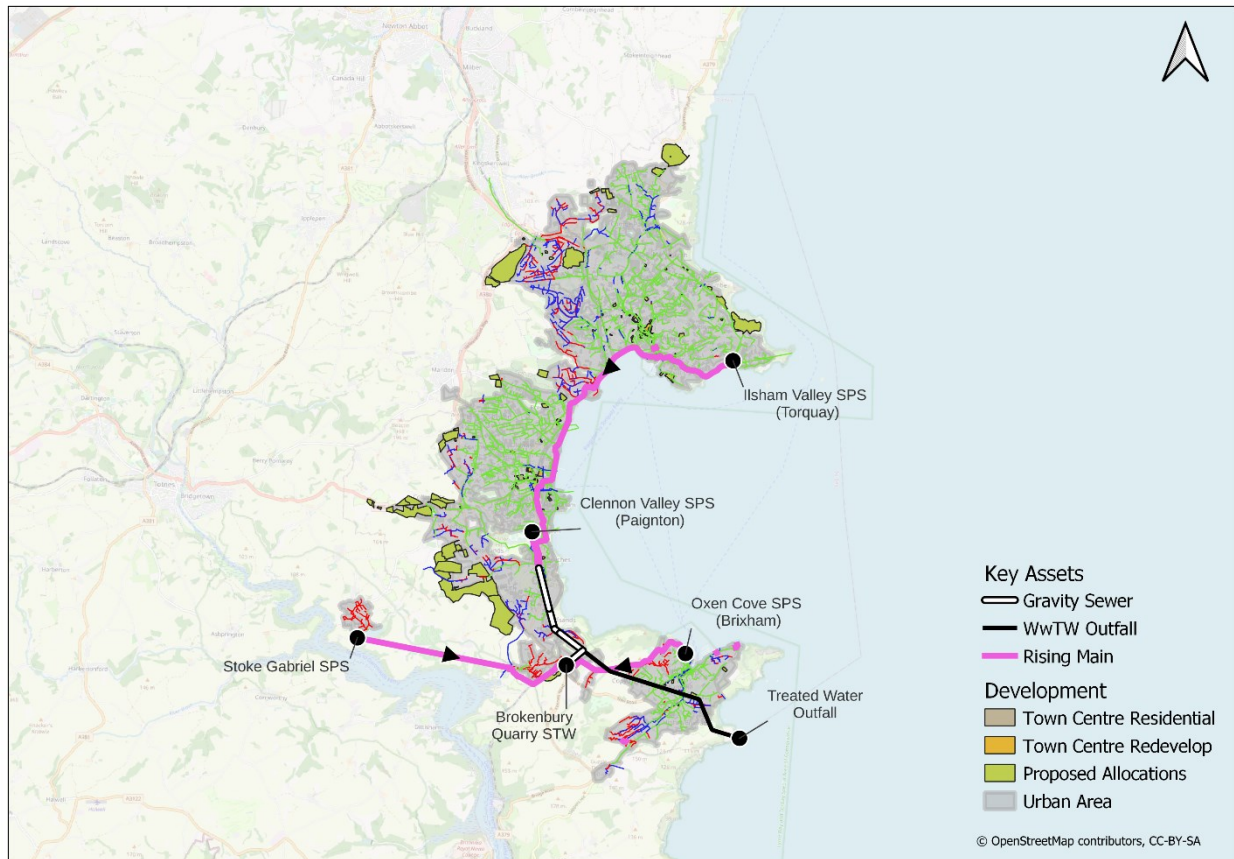 Newton Abbot
Ilsham Valley SPS
(Torquay)
Clennon Valley SPS
(Paignton)
Oxen Cove SPS
(Brixham)
Stoke Gabriel SPS
Brokenbury
Quarry STW
Treated Water
Outfall
Key Assets
Gravity Sewer
WwTW Outfall
Rising Main
Development
Town Centre Residential
Town Centre Redevelop
Proposed Allocations
Urban Area
© OpenStreetMap contributors, CC-BY-SA